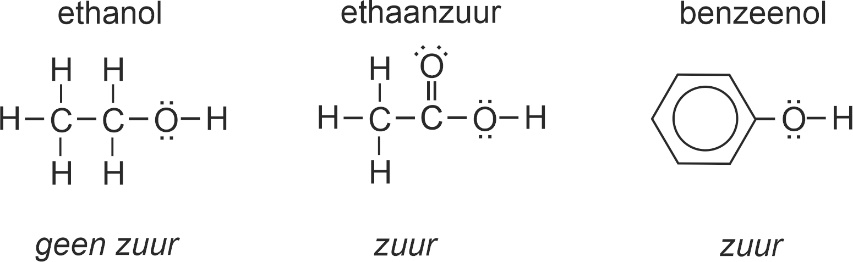 ethanol
ethaanzuur
benzeenol
H H
H–C–C–O–H
H H
H O
H–C–C–O–H
H
O–H
geen zuur
zuur
zuur